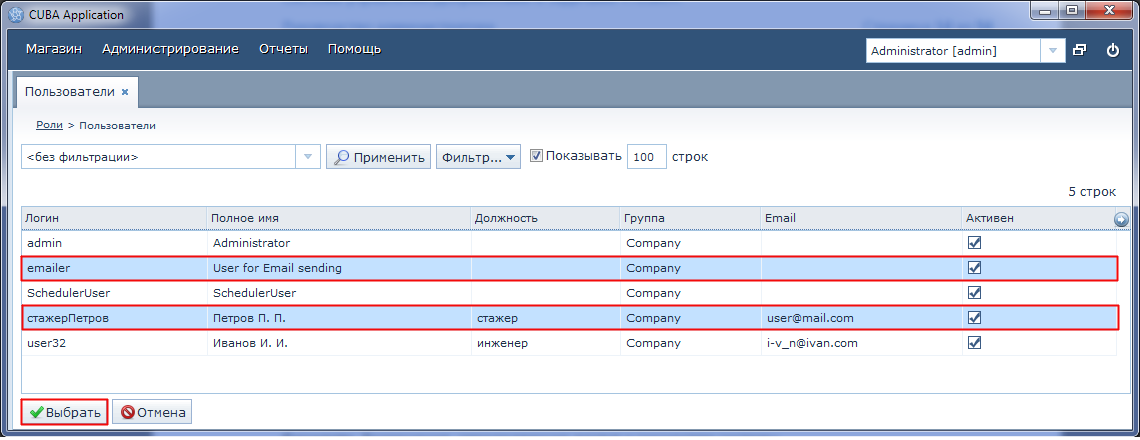 CUBA Application
Магазин Администрирование Отчеты Помощь Administrator [admin]
Пользователи ×
Роли > Пользователи
<без фильтрации> Применить Фильтр... Показывать 100 строк
5 строк
Логин Полное имя Должность Группа Email Активен
admin Administrator Company
emailer User for Email sending Company
SchedulerUser SchedulerUser Company
стажерПетров Петров П. П. стажер Company user@mail.com
user32 Иванов И. И. инженер Company i-v_n@ivan.com
Выбрать Отмена